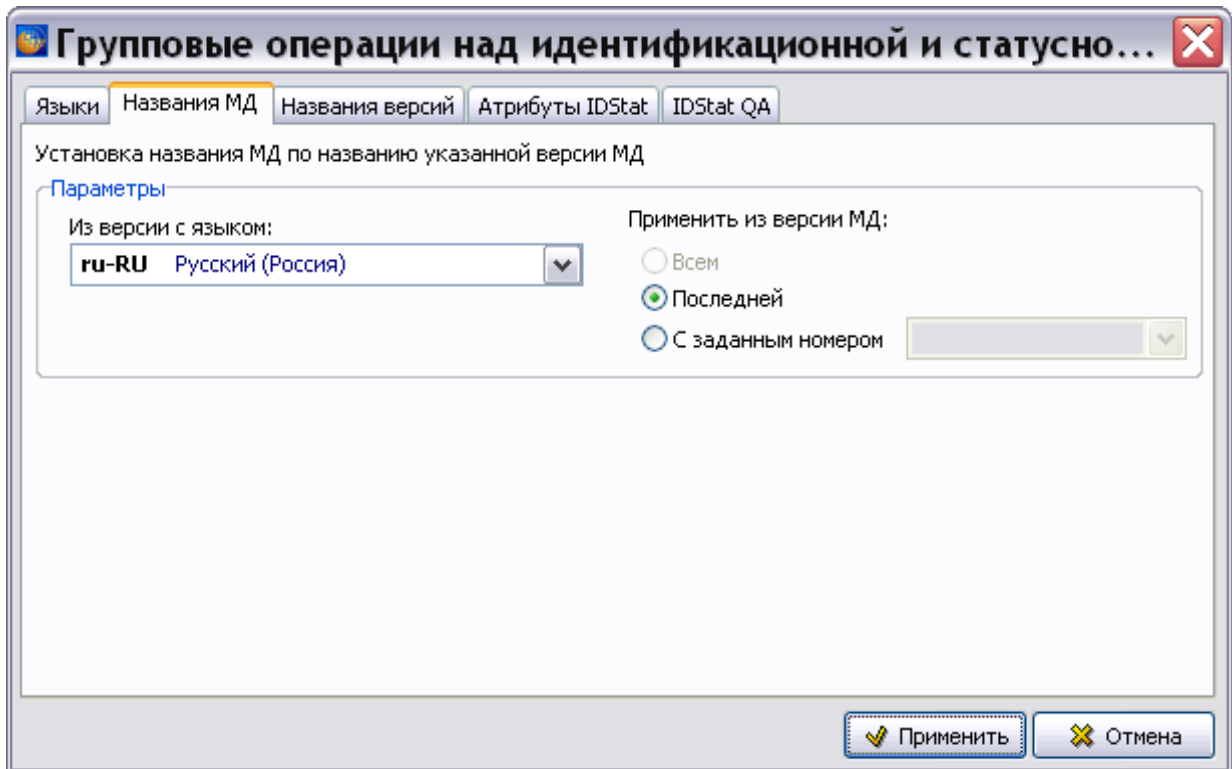 Групповые операции над идентификационной и статусно...
Языки Названия МД Названия версий Атрибуты IDStat IDStat QA
Установка названия МД по названию указанной версии МД
Параметры
Из версии с языком:
ru-RU Русский (Россия)
Применить из версии МД:
Всем
Последней
С заданным номером
Применить Отмена